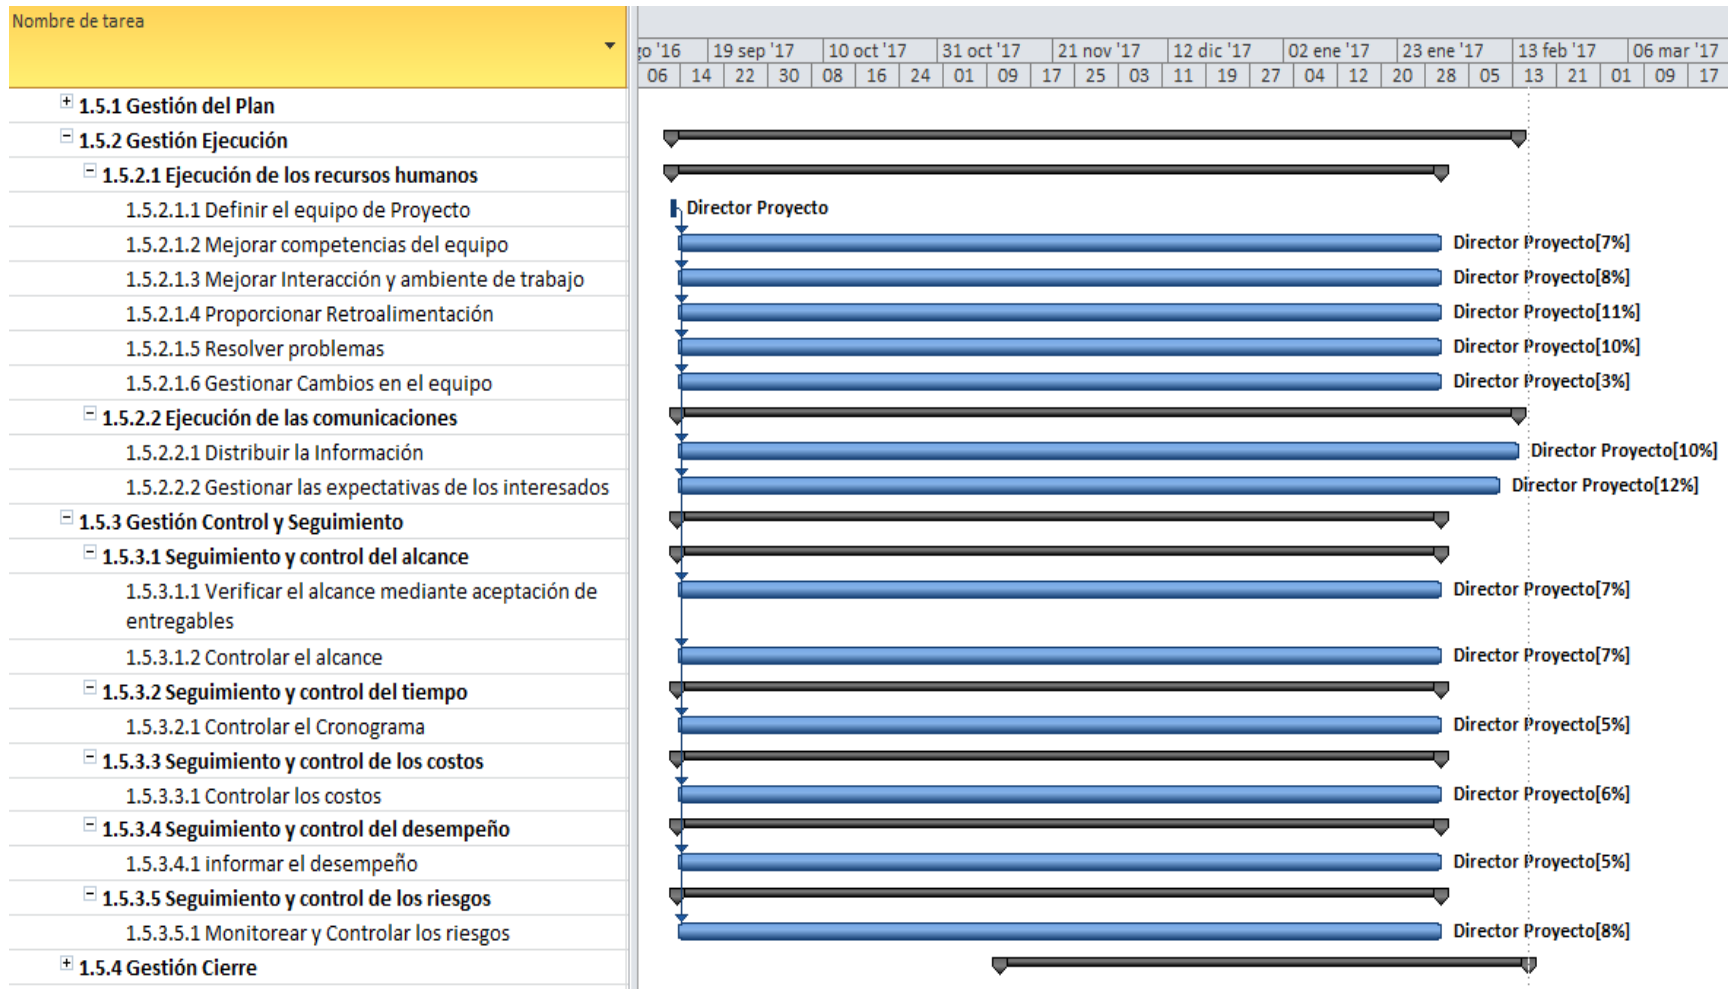 Nombre de tarea
go '16 19 sep '17 10 oct '17 31 oct '17 21 nov '17 12 dic '17 02 ene '17 23 ene '17 13 feb '17 06 mar '17
06 14 22 30 08 16 24 01 09 17 25 03 11 19 27 04 12 20 28 05 13 21 01 09 17
1.5.1 Gestión del Plan
1.5.2 Gestión Ejecución
1.5.2.1 Ejecución de los recursos humanos
1.5.2.1.1 Definir el equipo de Proyecto Director Proyecto
1.5.2.1.2 Mejorar competencias del equipo Director Proyecto[7%]
1.5.2.1.3 Mejorar Interacción y ambiente de trabajo Director Proyecto[8%]
1.5.2.1.4 Proporcionar Retroalimentación Director Proyecto[11%]
1.5.2.1.5 Resolver problemas Director Proyecto[10%]
1.5.2.1.6 Gestionar Cambios en el equipo Director Proyecto[3%]
1.5.2.2 Ejecución de las comunicaciones
1.5.2.2.1 Distribuir la Información Director Proyecto[10%]
1.5.2.2.2 Gestionar las expectativas de los interesados Director Proyecto[12%]
1.5.3 Gestión Control y Seguimiento
1.5.3.1 Seguimiento y control del alcance
1.5.3.1.1 Verificar el alcance mediante aceptación de Director Proyecto[7%]
entregables
1.5.3.1.2 Controlar el alcance Director Proyecto[7%]
1.5.3.2 Seguimiento y control del tiempo
1.5.3.2.1 Controlar el Cronograma Director Proyecto[5%]
1.5.3.3 Seguimiento y control de los costos
1.5.3.3.1 Controlar los costos Director Proyecto[6%]
1.5.3.4 Seguimiento y control del desempeño
1.5.3.4.1 informar el desempeño Director Proyecto[5%]
1.5.3.5 Seguimiento y control de los riesgos
1.5.3.5.1 Monitorear y Controlar los riesgos Director Proyecto[8%]
1.5.4 Gestión Cierre